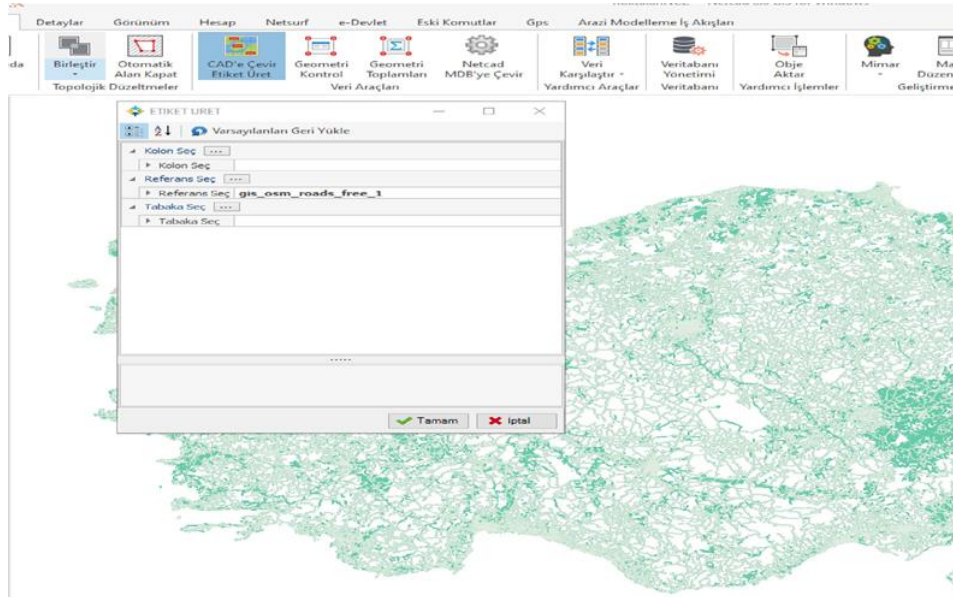 Detaylar Görünüm Hesap Netsurf e-Devlet Eski Komutlar Gps Arazi Modelleme İş Akışları
Birleştir
Otomatik
Alan Kapat
CAD'e Çevir
Etiket Üret
Geometri
Kontrol
Geometri
Toplamları
Netcad
MDB'ye Çevir
Veri
Karşılaştır
Veritabanı
Yönetimi
Obje
Aktar
Mimar
Topolojik Düzeltmeler Veri Araçları Yardımcı Araçlar Veritabanı Yardımcı İşlemler
ETIKET URET
Varsayılanları Geri Yükle
Kolon Seç ...
Kolon Seç
Referans Seç ...
Referans Seç gis_osm_roads_free_1
Tabaka Seç ...
Tabaka Seç
Tamam İptal